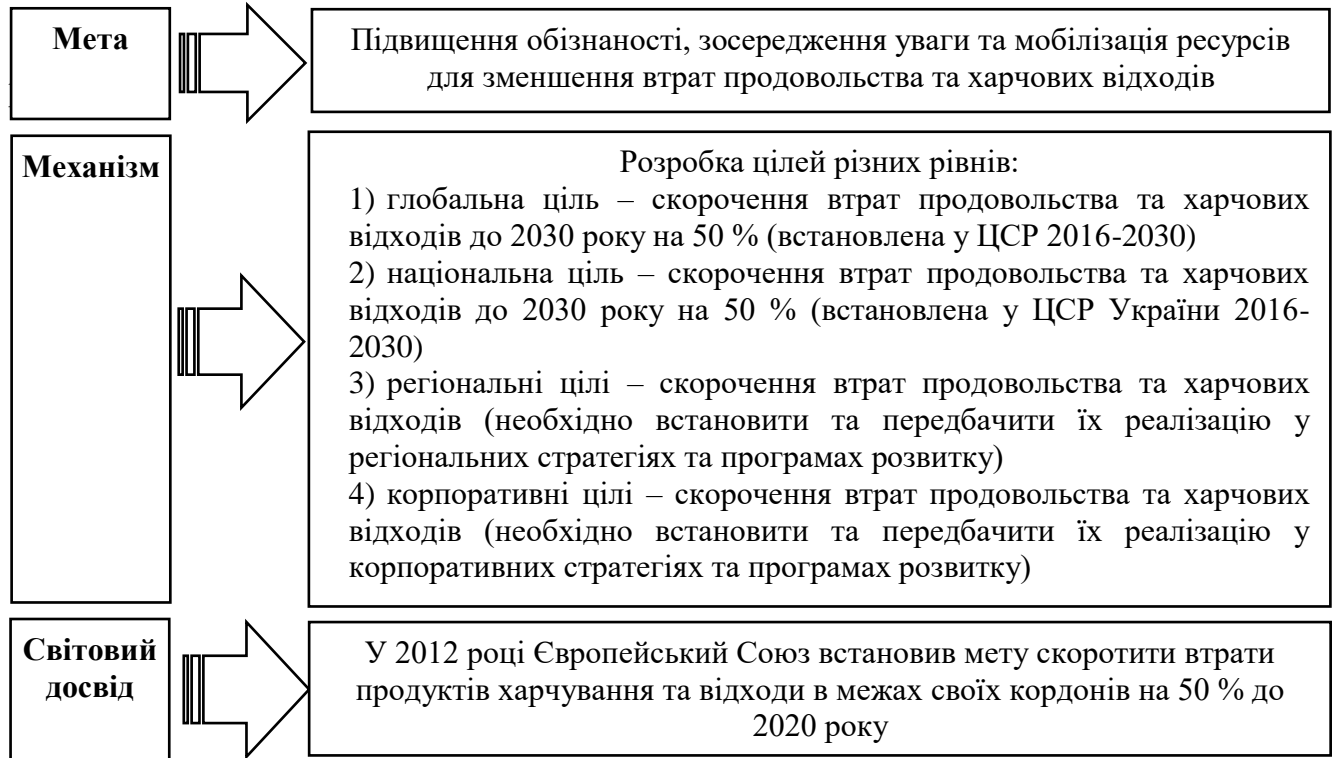 Мета
Підвищення обізнаності, зосередження уваги та мобілізація ресурсів
для зменшення втрат продовольства та харчових відходів
Механізм
Розробка цілей різних рівнів:
1) глобальна ціль – скорочення втрат продовольства та харчових
відходів до 2030 року на 50 % (встановлена у ЦСР 2016-2030)
2) національна ціль – скорочення втрат продовольства та харчових
відходів до 2030 року на 50 % (встановлена у ЦСР України 2016-
2030)
3) регіональні цілі – скорочення втрат продовольства та харчових
відходів (необхідно встановити та передбачити їх реалізацію у
регіональних стратегіях та програмах розвитку)
4) корпоративні цілі – скорочення втрат продовольства та харчових
відходів (необхідно встановити та передбачити їх реалізацію у
корпоративних стратегіях та програмах розвитку)
Світовий
досвід
У 2012 році Європейський Союз встановив мету скоротити втрати
продуктів харчування та відходи в межах своїх кордонів на 50 % до
2020 року